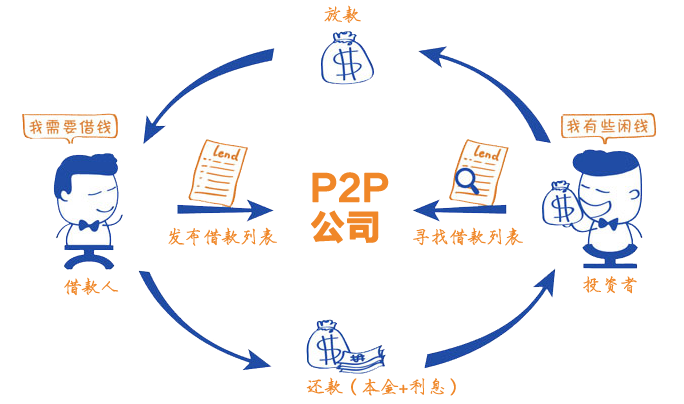 放款
我需要借钱
我有些闲钱
lend
lend
P2P
公司
发布借款列表
寻找借款列表
借款人
投资者
还款（本金+利息）